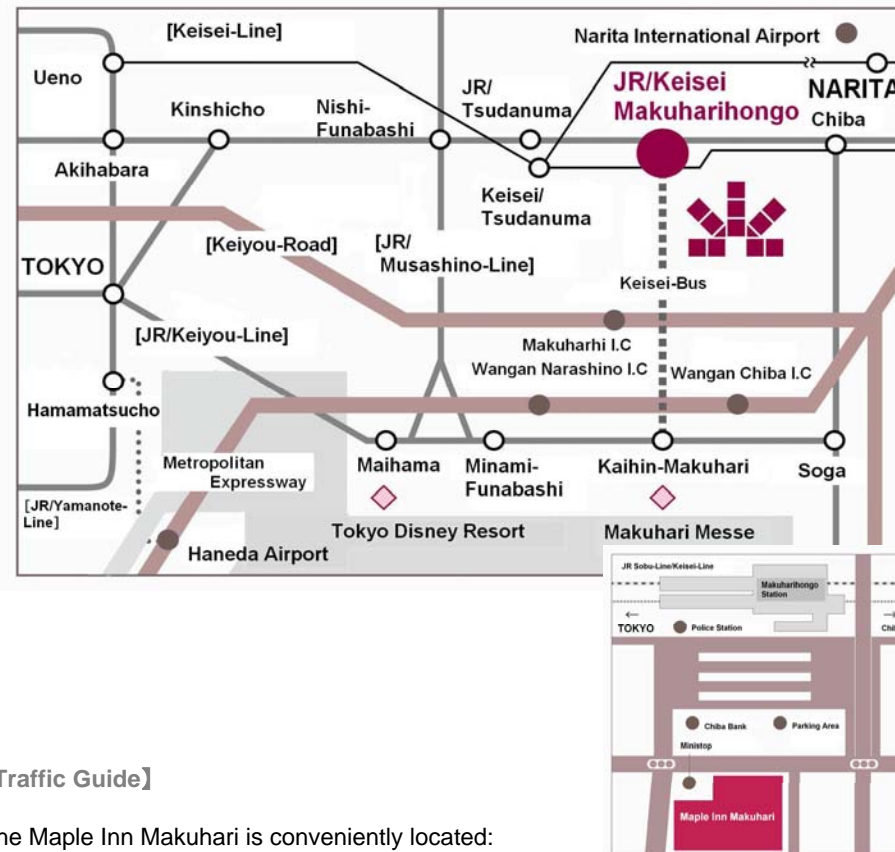 [Keisei-Line]
Narita International Airport
Ueno
JR/
Tsudanuma
JR/Keisei
Makuharihongo
NARITA
Kinshicho
Nishi-
Funabashi
Chiba
Akihabara
Keisei/
Tsudanuma
[Keiyou-Road]
[JR/
Musashino-Line]
TOKYO
Keisei-Bus
[JR/Keiyou-Line]
Makuharhi I.C
Wangan Narashino I.C
Wangan Chiba I.C
Hamamatsucho
Metropolitan
Expressway
Maihama
Minami-
Funabashi
Kaihin-Makuhari
Soga
[JR/Yamanote-
Line]
Tokyo Disney Resort
Makuhari Messe
Haneda Airport
JR Sobu-Line/Keisei-Line
Makuharihongo
Station
←
→
TOKYO
Police Station
Chi
Chiba Bank
Parking Area
Ministop
Maple Inn Makuhari
Traffic Guide】
he Maple Inn Makuhari is conveniently located: